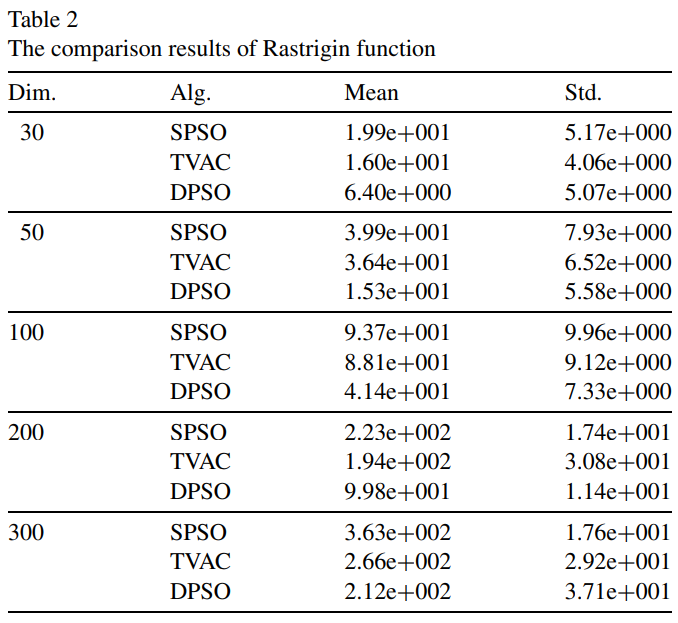 Table 2
The comparison results of Rastrigin function
Dim. Alg. Mean Std.
30 SPSO 1.99e+001 5.17e+000
TVAC 1.60e+001 4.06e+000
DPSO 6.40e+000 5.07e+000
50 SPSO 3.99e+001 7.93e+000
TVAC 3.64e+001 6.52e+000
DPSO 1.53e+001 5.58e+000
100 SPSO 9.37e+001 9.96e+000
TVAC 8.81e+001 9.12e+000
DPSO 4.14e+001 7.33e+000
200 SPSO 2.23e+002 1.74e+001
TVAC 1.94e+002 3.08e+001
DPSO 9.98e+001 1.14e+001
300 SPSO 3.63e+002 1.76e+001
TVAC 2.66e+002 2.92e+001
DPSO 2.12e+002 3.71e+001